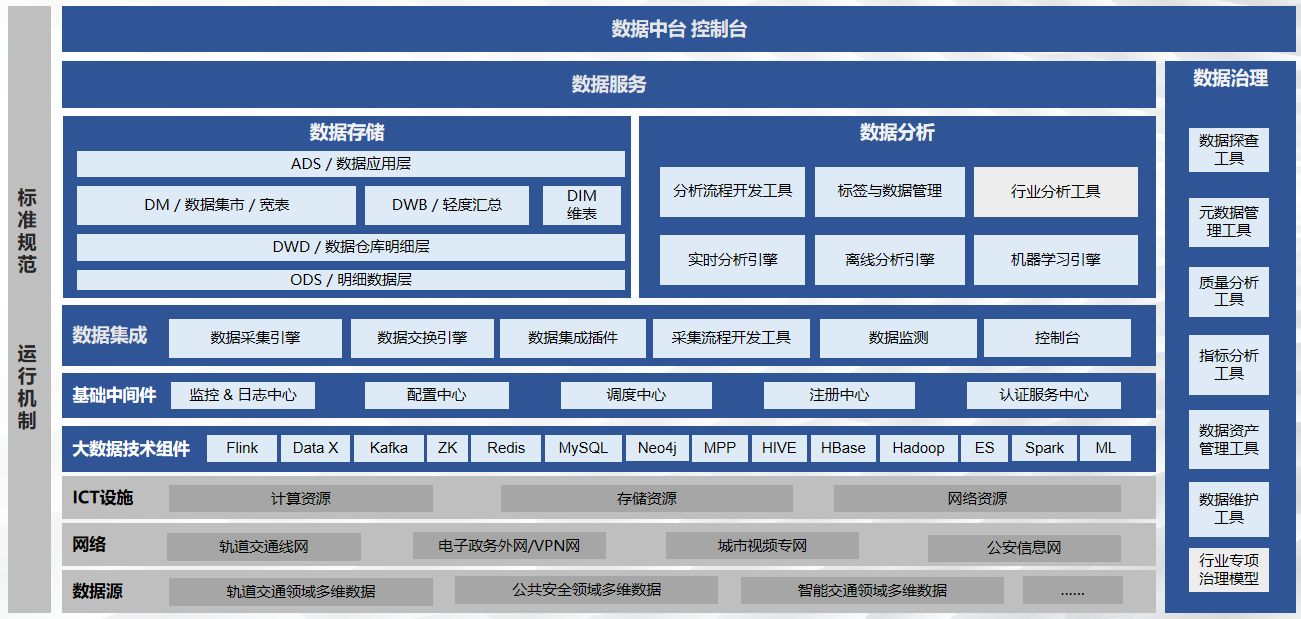 数据中台 控制台
标准规范
运行机制
数据服务
数据存储
ADS / 数据应用层
DM / 数据集市 / 宽表
DWB / 轻度汇总
DIM
维表
DWD / 数据仓库明细层
ODS / 明细数据层
数据分析
分析流程开发工具
标签与数据管理
行业分析工具
实时分析引擎
离线分析引擎
机器学习引擎
数据集成
数据采集引擎
数据交换引擎
数据集成插件
采集流程开发工具
数据监测
控制台
基础中间件
监控 & 日志中心
配置中心
调度中心
注册中心
认证服务中心
大数据技术组件
Flink
Data X
Kafka
ZK
Redis
MySQL
Neo4j
MPP
HIVE
HBase
Hadoop
ES
Spark
ML
ICT设施
计算资源
存储资源
网络资源
网络
轨道交通线网
电子政务外网/VPN网
城市视频专网
公安信息网
数据源
轨道交通领域多维数据
公共安全领域多维数据
智能交通领域多维数据
......
数据治理
数据探查
工具
元数据管
理工具
质量分析
工具
指标分析
工具
数据资产
管理工具
数据维护
工具
行业专项
治理模型